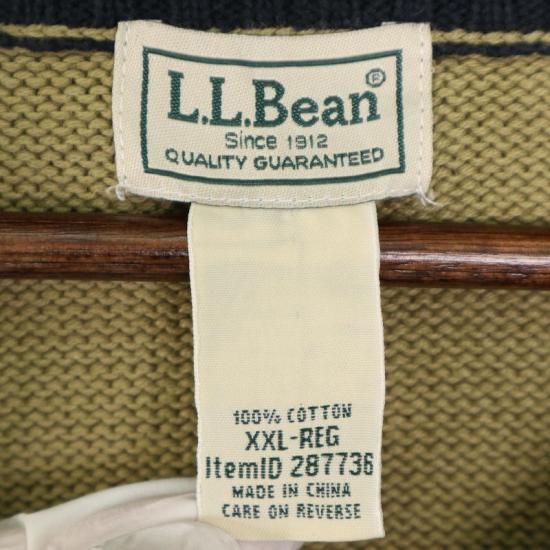 L.L.Bean®
Since 1912
QUALITY GUARANTEED
100% COTTON
XXL-REG
ItemID 287736
MADE IN CHINA
CARE ON REVERSE